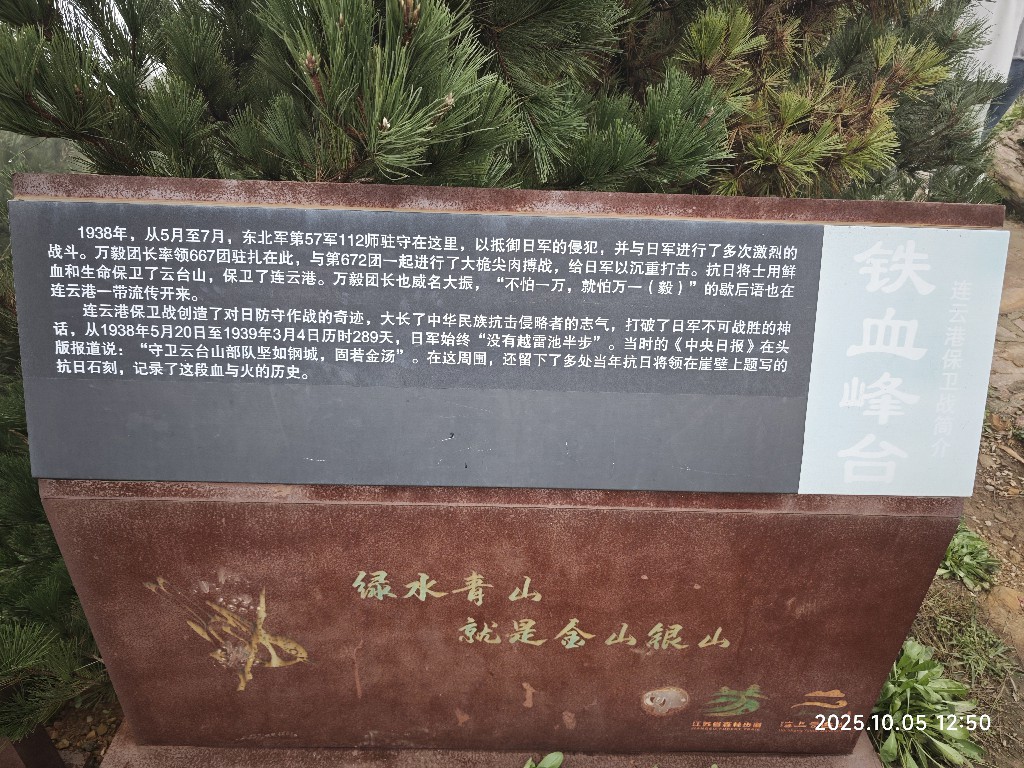 1938年，从5月至7月，东北军第57军112师驻守在这里，以抵御日军的侵犯，并与日军进行了多次激烈的
战斗。万毅团长率领667团驻扎在此，与第672团一起进行了大桅尖肉搏战，给日军以沉重打击。抗日将士用鲜
血和生命保卫了云台山，保卫了连云港。万毅团长也威名大振，“不怕一万，就怕万一（毅）”的歇后语也在
连云港一带流传开来。
连云港保卫战创造了对日防守作战的奇迹，大长了中华民族抗击侵略者的志气，打破了日军不可战胜的神
话，从1938年5月20日至1939年3月4日历时289天，日军始终“没有越雷池半步”。当时的《中央日报》在头
版报道说：“守卫云台山部队坚如钢城，固若金汤”。在这周围，还留下了多处当年抗日将领在崖壁上题写的
抗日石刻，记录了这段血与火的历史。
铁血峰台
连云港保卫战简介
绿水青山
就是金山银山
江苏省森林步道
2025.10.05 12:50